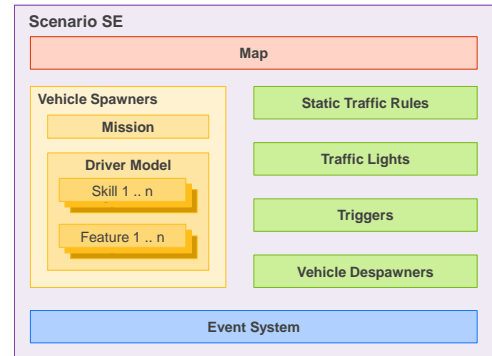 Scenario SE
Map
Vehicle Spawners
Mission
Driver Model
Skill 1 .. n
Feature 1 .. n
Static Traffic Rules
Traffic Lights
Triggers
Vehicle Despawners
Event System